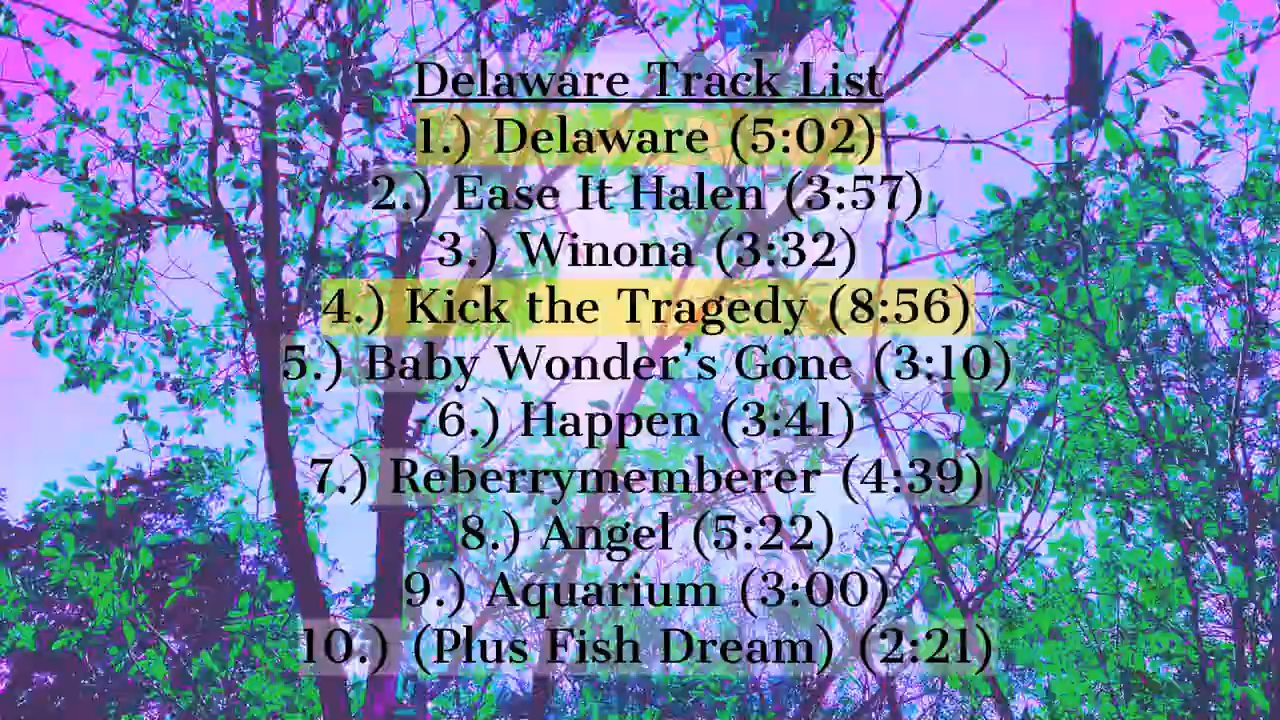 Delaware Track List
1.) Delaware (5:02)
2.) Ease It Halen (3:57)
3.) Winona (3:32)
4.) Kick the Tragedy (8:56)
5.) Baby Wonder's Gone (3:10)
6.) Happen (3:41)
7.) Reberrymemberer (4:39)
8.) Angel (5:22)
9.) Aquarium (3:00)
10.) (Plus Fish Dream) (2:21)